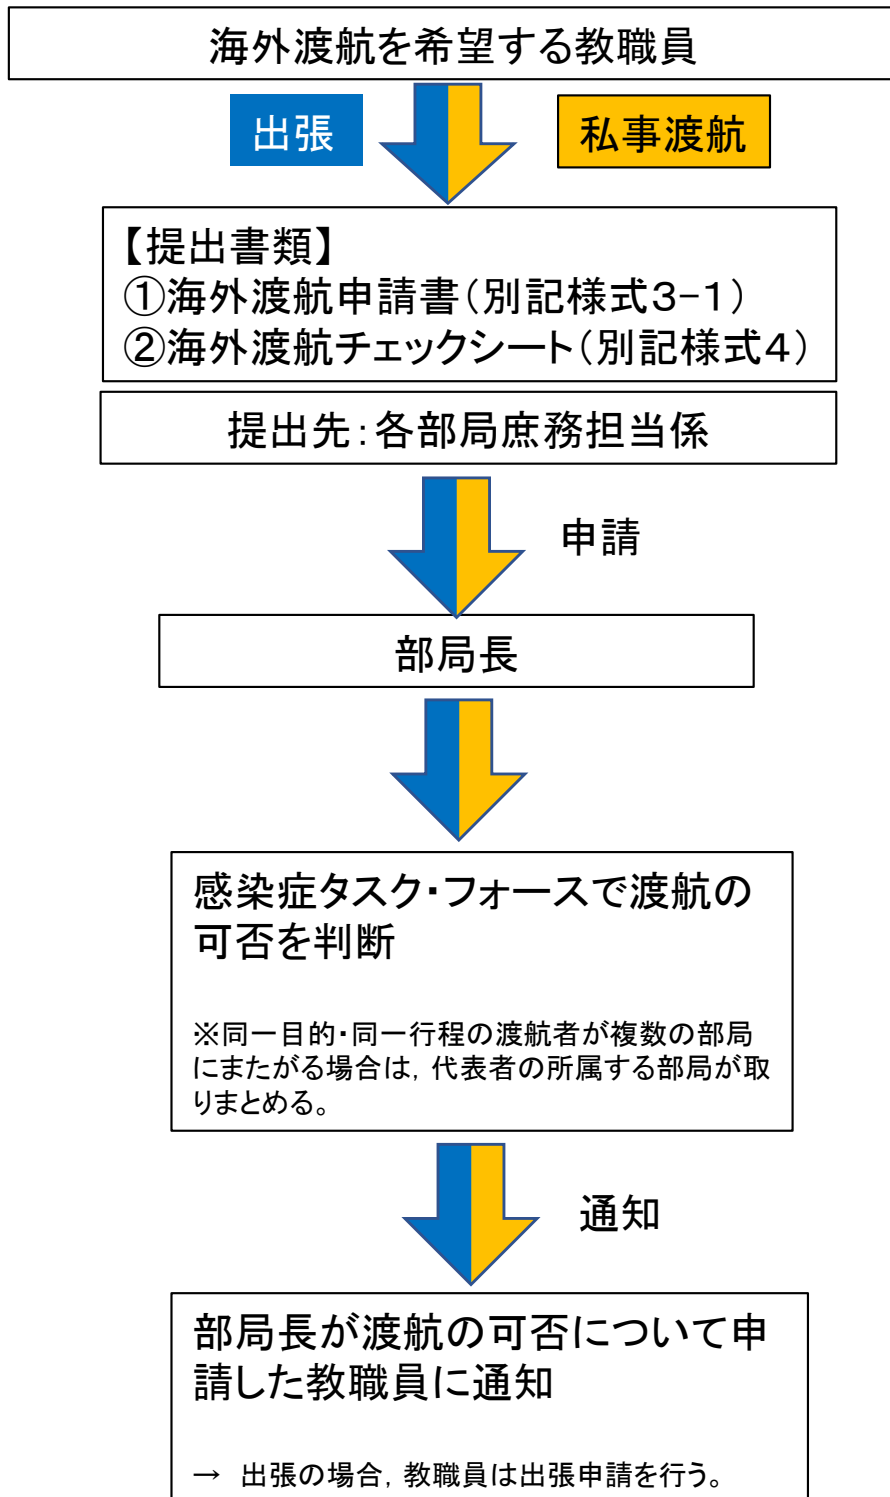 海外渡航を希望する教職員
出張
私事渡航
【提出書類】
①海外渡航申請書（別記様式３－１）
②海外渡航チェックシート（別記様式４）
提出先：各部局庶務担当係
申請
部局長
感染症タスク・フォースで渡航の
可否を判断
※同一目的・同一行程の渡航者が複数の部局
にまたがる場合は，代表者の所属する部局が取
りまとめる。
通知
部局長が渡航の可否について申
請した教職員に通知
→　出張の場合，教職員は出張申請を行う。